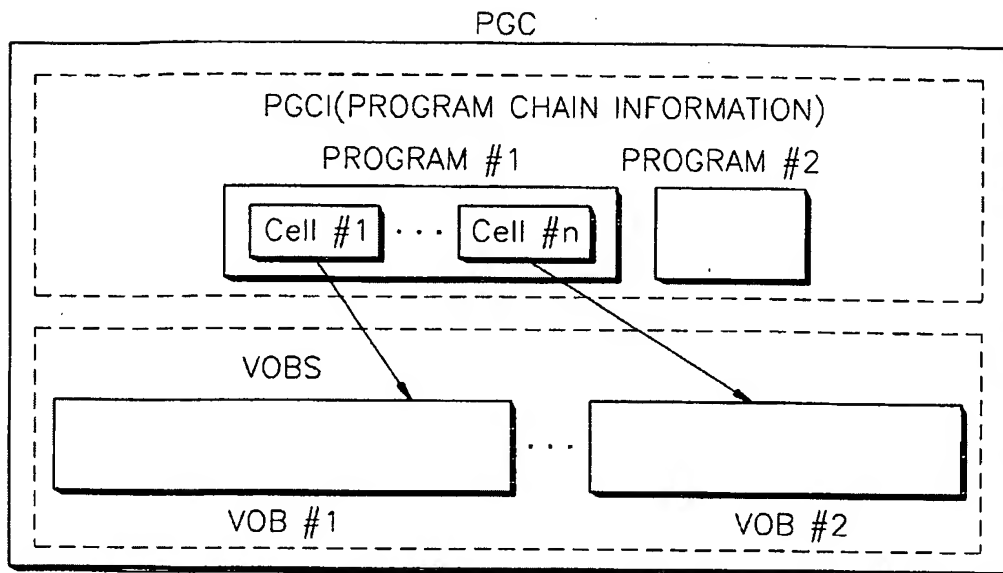 PGC
PGCI(PROGRAM CHAIN INFORMATION)
PROGRAM #1 PROGRAM #2
Cell #1 ... Cell #n
VOBS
...
VOB #1 VOB #2